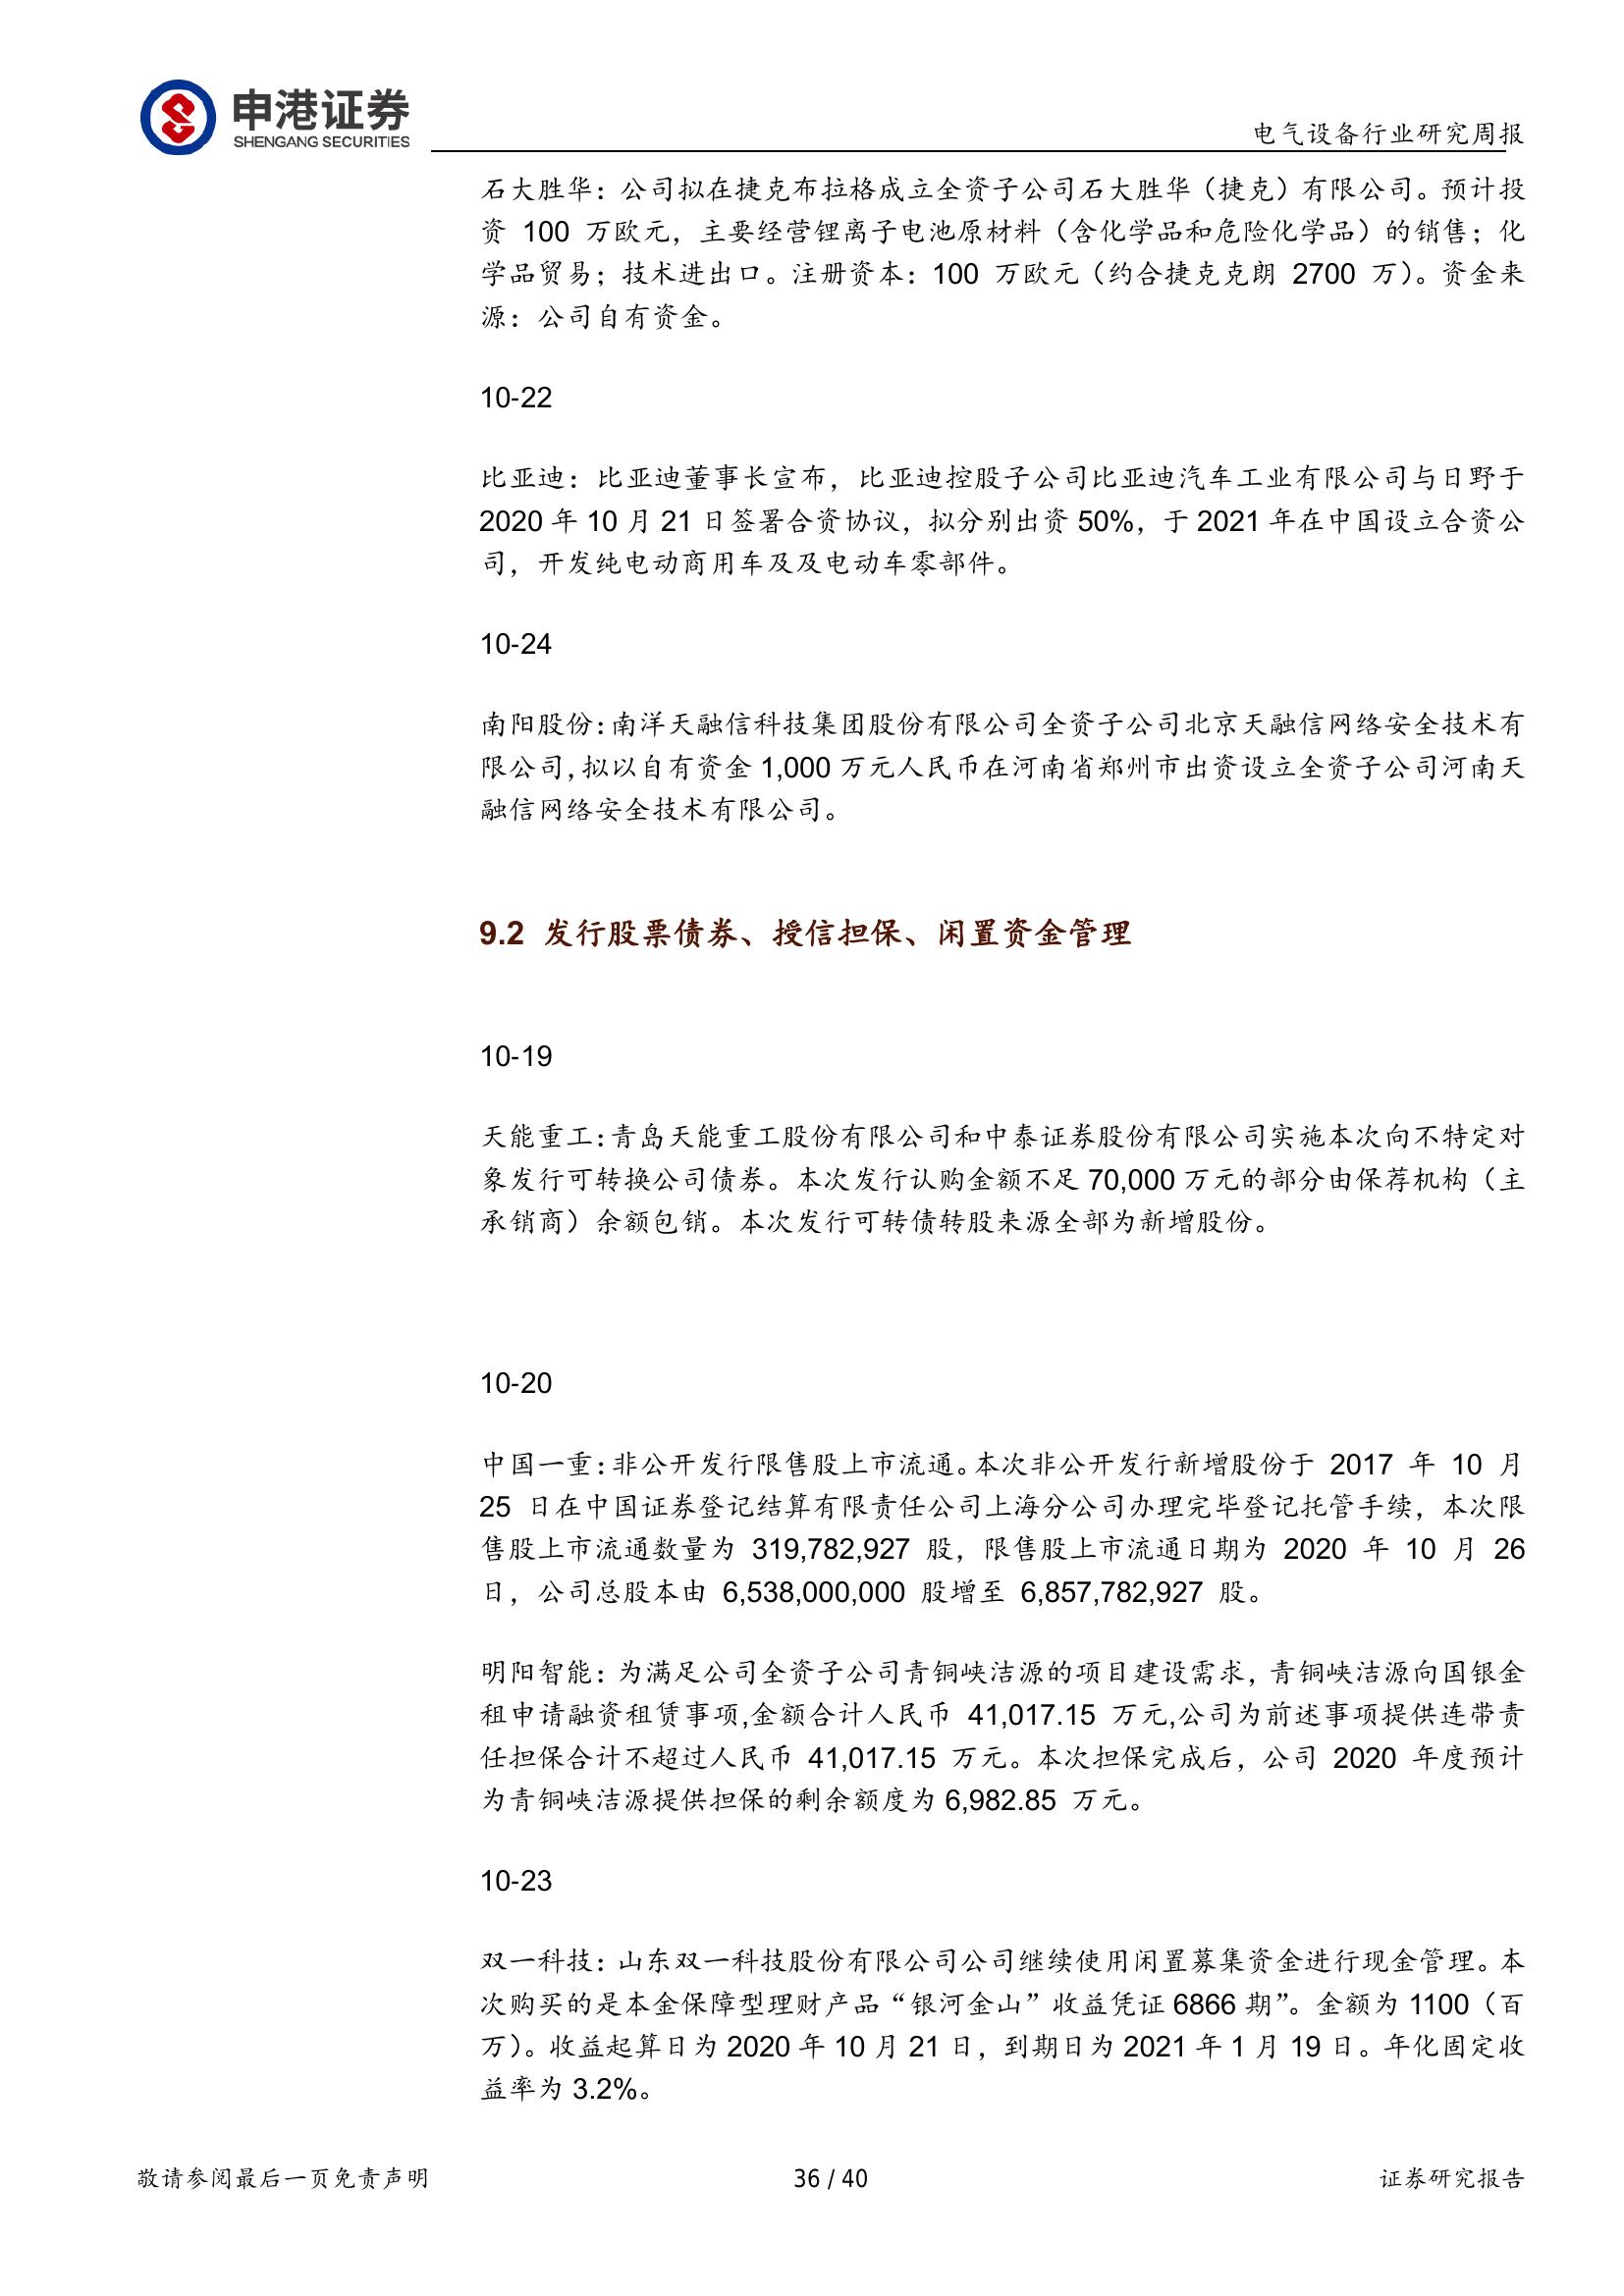 申港证券
SHENGANG SECURITIES
电气设备行业研究周报
石大胜华：公司拟在捷克布拉格成立全资子公司石大胜华（捷克）有限公司。预计投
资 100 万欧元，主要经营锂离子电池原材料（含化学品和危险化学品）的销售；化
学品贸易；技术进出口。注册资本：100 万欧元（约合捷克克朗 2700 万）。资金来
源：公司自有资金。
10-22
比亚迪：比亚迪董事长宣布，比亚迪控股子公司比亚迪汽车工业有限公司与日野于
2020 年 10 月 21 日签署合资协议，拟分别出资 50%，于 2021 年在中国设立合资公
司，开发纯电动商用车及及电动车零部件。
10-24
南阳股份:南洋天融信科技集团股份有限公司全资子公司北京天融信网络安全技术有
限公司,拟以自有资金 1,000 万元人民币在河南省郑州市出资设立全资子公司河南天
融信网络安全技术有限公司。
9.2 发行股票债券、授信担保、闲置资金管理
10-19
天能重工:青岛天能重工股份有限公司和中泰证券股份有限公司实施本次向不特定对
象发行可转换公司债券。本次发行认购金额不足 70,000 万元的部分由保荐机构（主
承销商）余额包销。本次发行可转债转股来源全部为新增股份。
10-20
中国一重:非公开发行限售股上市流通。本次非公开发行新增股份于 2017 年 10 月
25 日在中国证券登记结算有限责任公司上海分公司办理完毕登记托管手续，本次限
售股上市流通数量为 319,782,927 股，限售股上市流通日期为 2020 年 10 月 26
日，公司总股本由 6,538,000,000 股增至 6,857,782,927 股。
明阳智能：为满足公司全资子公司青铜峡洁源的项目建设需求，青铜峡洁源向国银金
租申请融资租赁事项,金额合计人民币 41,017.15 万元,公司为前述事项提供连带责
任担保合计不超过人民币 41,017.15 万元。本次担保完成后，公司 2020 年度预计
为青铜峡洁源提供担保的剩余额度为 6,982.85 万元。
10-23
双一科技：山东双一科技股份有限公司公司继续使用闲置募集资金进行现金管理。本
次购买的是本金保障型理财产品“银河金山”收益凭证 6866 期”。金额为 1100（百
万）。收益起算日为 2020 年 10 月 21 日，到期日为 2021 年 1 月 19 日。年化固定收
益率为 3.2%。
敬请参阅最后一页免责声明
36 / 40
证券研究报告